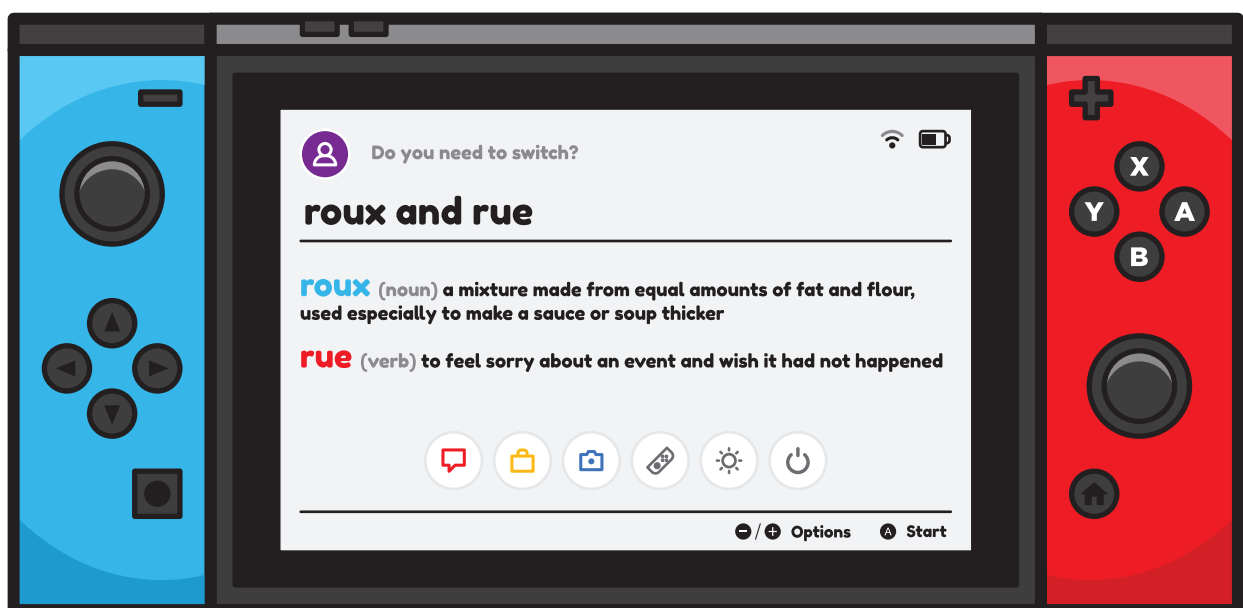 Do you need to switch?
roux and rue
roux (noun) a mixture made from equal amounts of fat and flour,
used especially to make a sauce or soup thicker
rue (verb) to feel sorry about an event and wish it had not happened
X
Y A
B
/ Options A Start